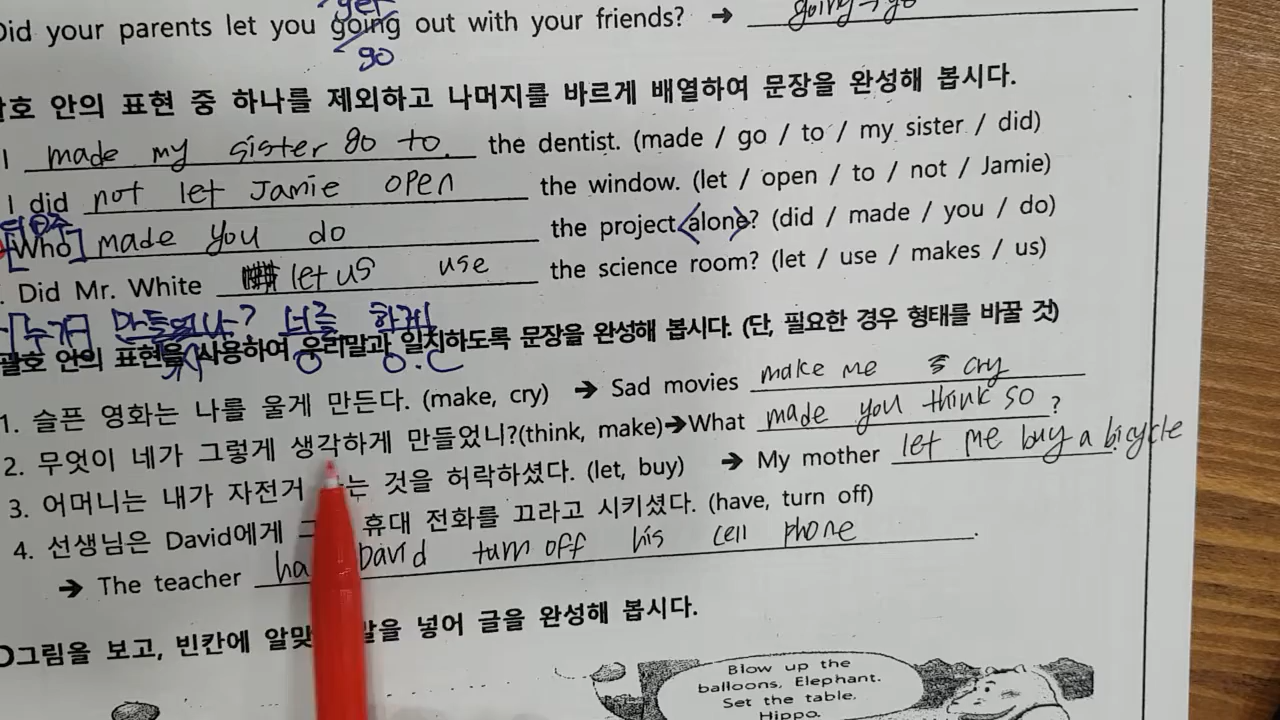 Did your parents let you going out with your friends? → going→go
go
괄호 안의 표현 중 하나를 제외하고 나머지를 바르게 배열하여 문장을 완성해 봅시다.
I made my sister go to. the dentist. (made / go / to / my sister / did)
I did not let Jamie open the window. (let / open / to / not / Jamie)
[Who] made you do the project <alone>? (did / made / you / do)
. Did Mr. White let us use the science room? (let / use / makes / us)
만들었나? 너를 하게
괄호 안의 표현을 사용하여 우리말과 일치하도록 문장을 완성해 봅시다. (단, 필요한 경우 형태를 바꿀 것)
O O.C
1. 슬픈 영화는 나를 울게 만든다. (make, cry) → Sad movies make me cry
2. 무엇이 네가 그렇게 생각하게 만들었니?(think, make)→What made you think so?
3. 어머니는 내가 자전거 는 것을 허락하셨다. (let, buy) → My mother let me buy a bicycle.
4. 선생님은 David에게 휴대 전화를 끄라고 시키셨다. (have, turn off)
→ The teacher David turn off his cell phone.
그림을 보고, 빈칸에 알맞 말을 넣어 글을 완성해 봅시다.
Blow up the
balloons, Elephant.
Set the table,
Hippo.